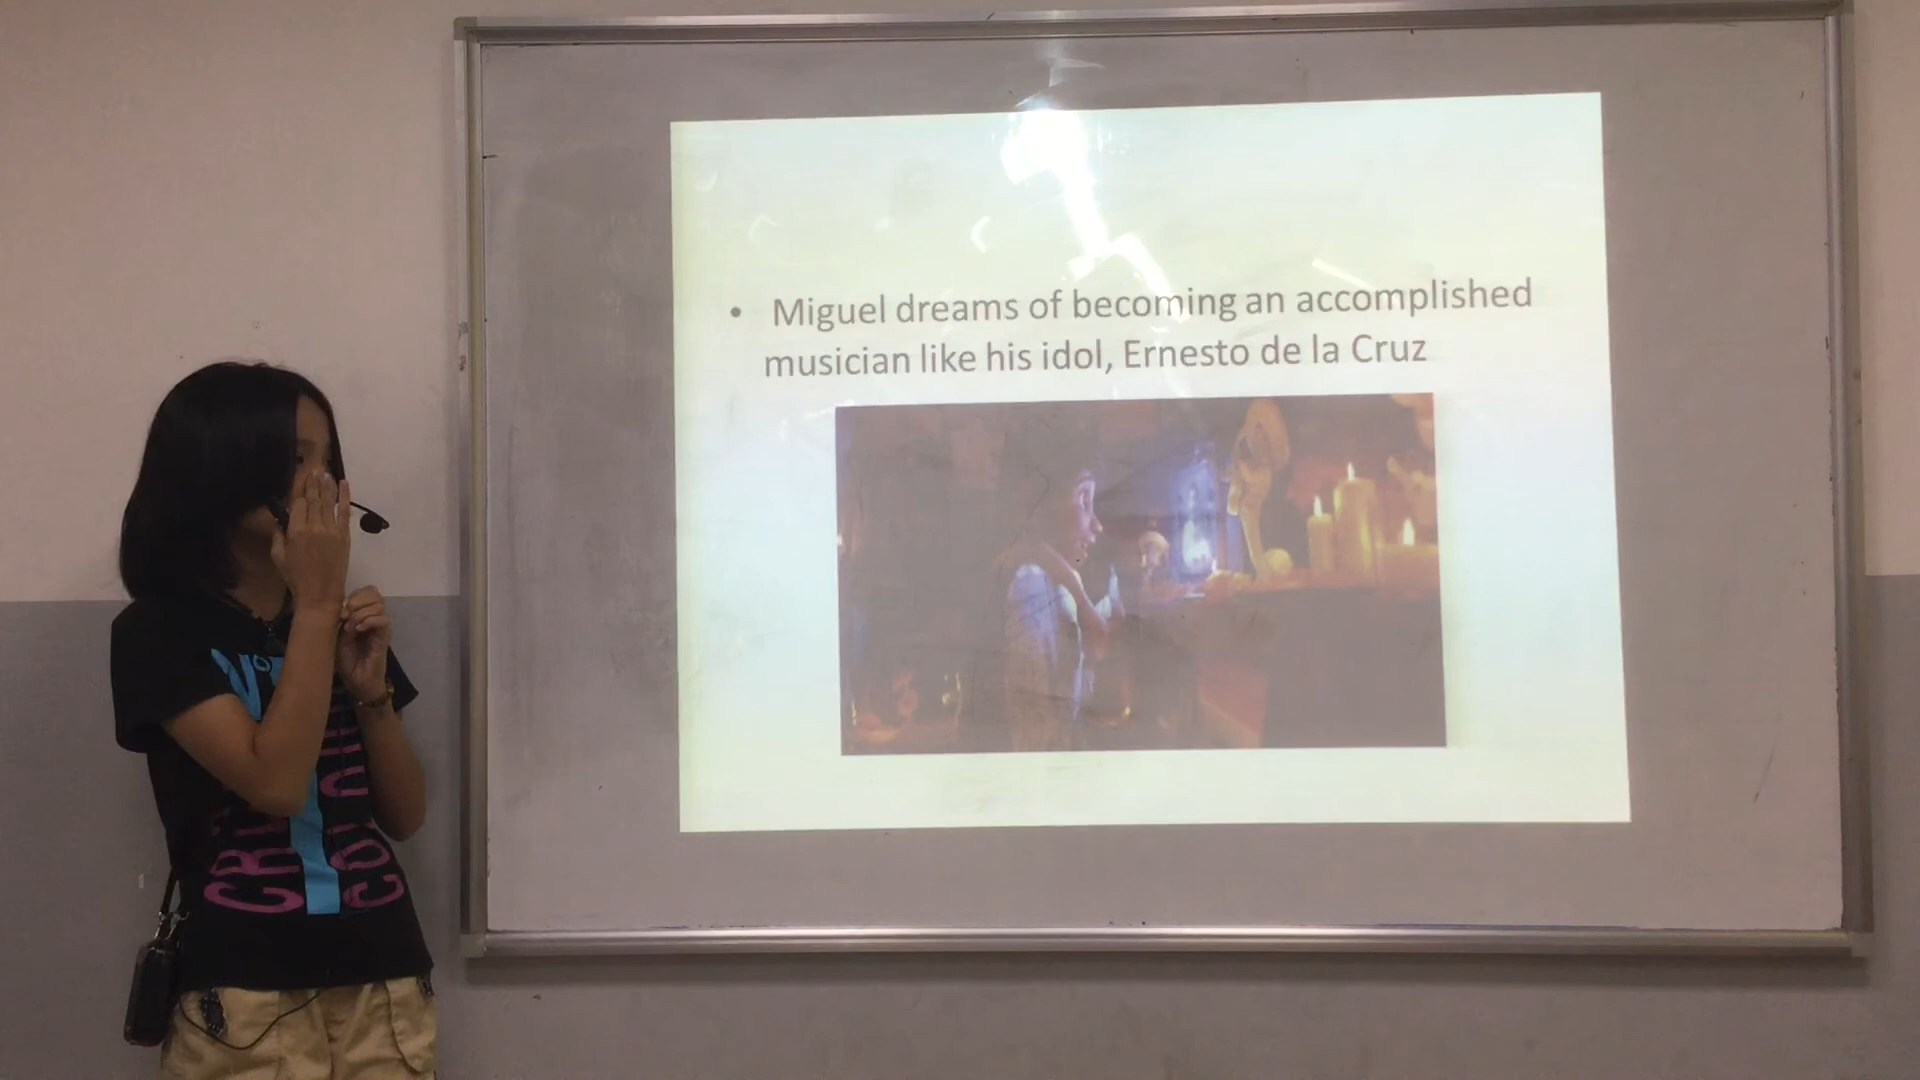 • Miguel dreams of becoming an accomplished
musician like his idol, Ernesto de la Cruz